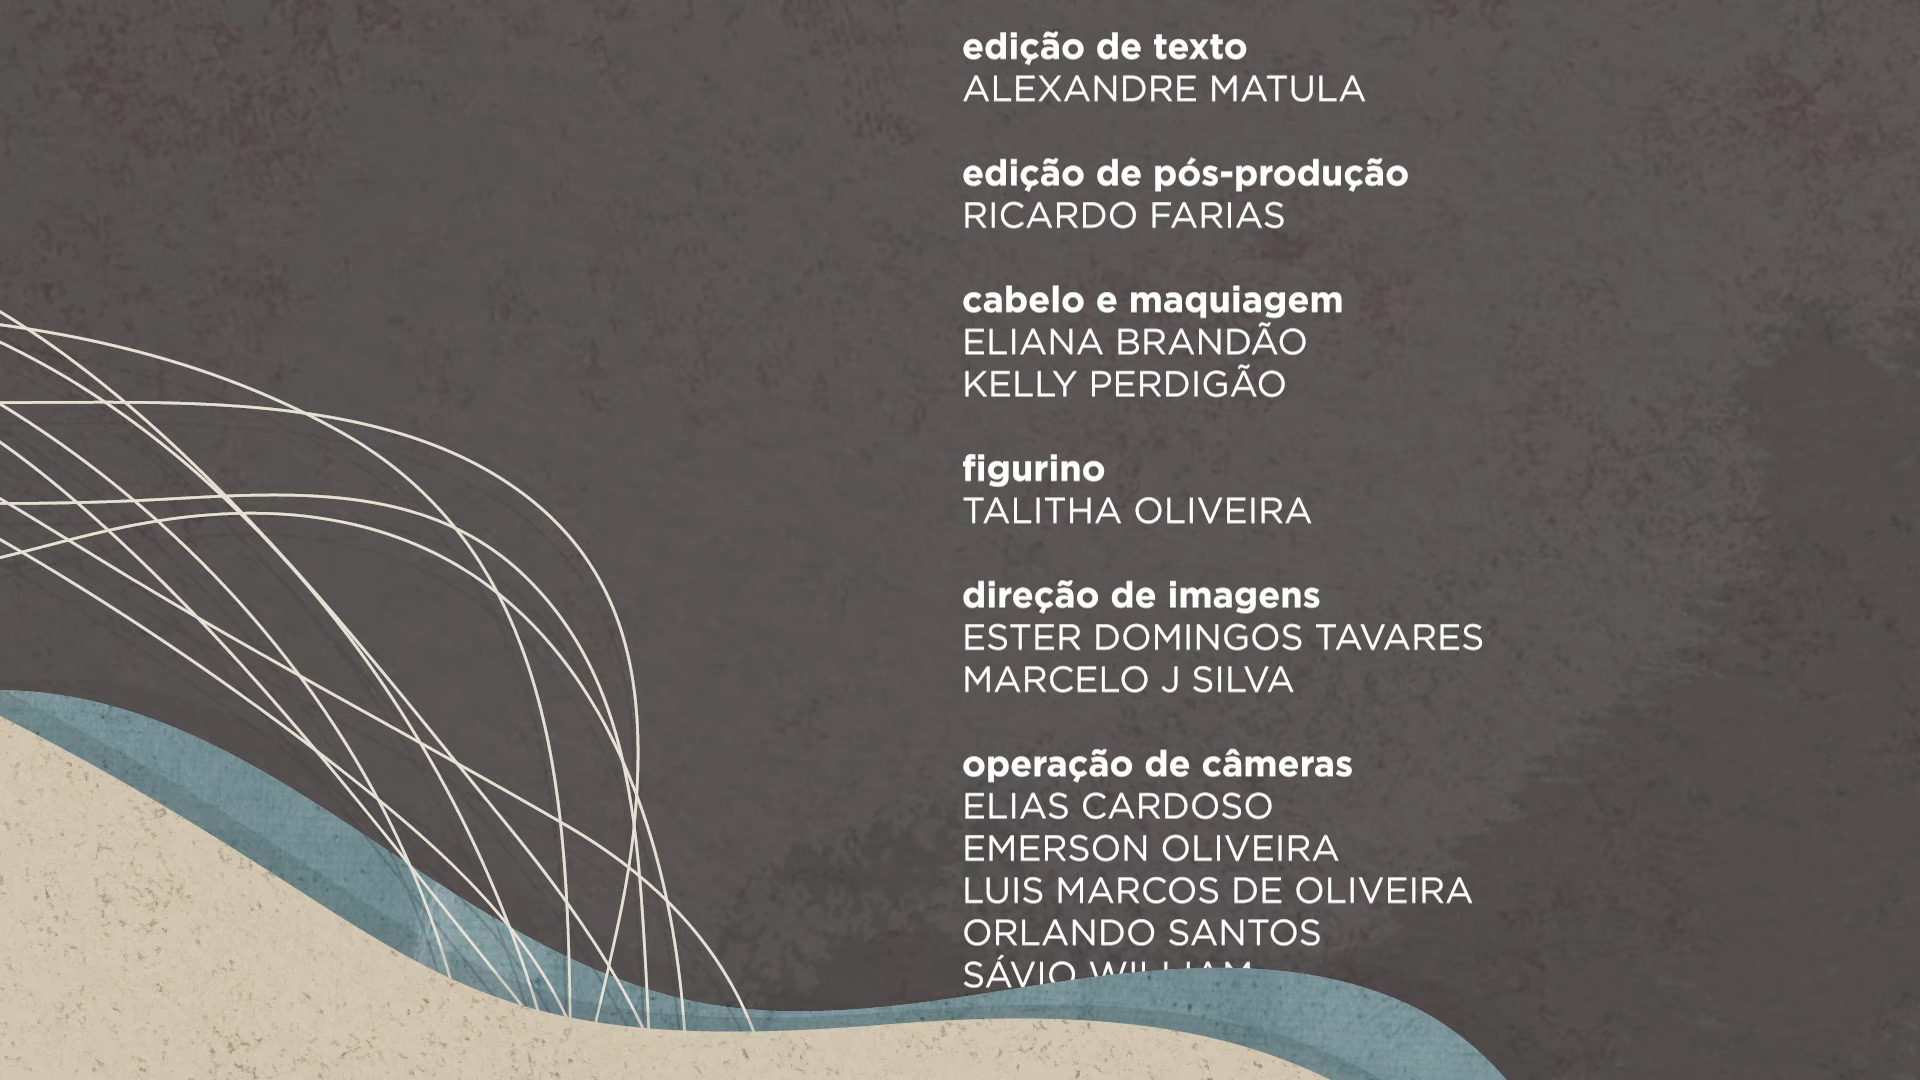 edição de texto
ALEXANDRE MATULA
edição de pós-produção
RICARDO FARIAS
cabelo e maquiagem
ELIANA BRANDÃO
KELLY PERDIGÃO
figurino
TALITHA OLIVEIRA
direção de imagens
ESTER DOMINGOS TAVARES
MARCELO J SILVA
operação de câmeras
ELIAS CARDOSO
EMERSON OLIVEIRA
LUIS MARCOS DE OLIVEIRA
ORLANDO SANTOS
SÁVIO WILLIAM